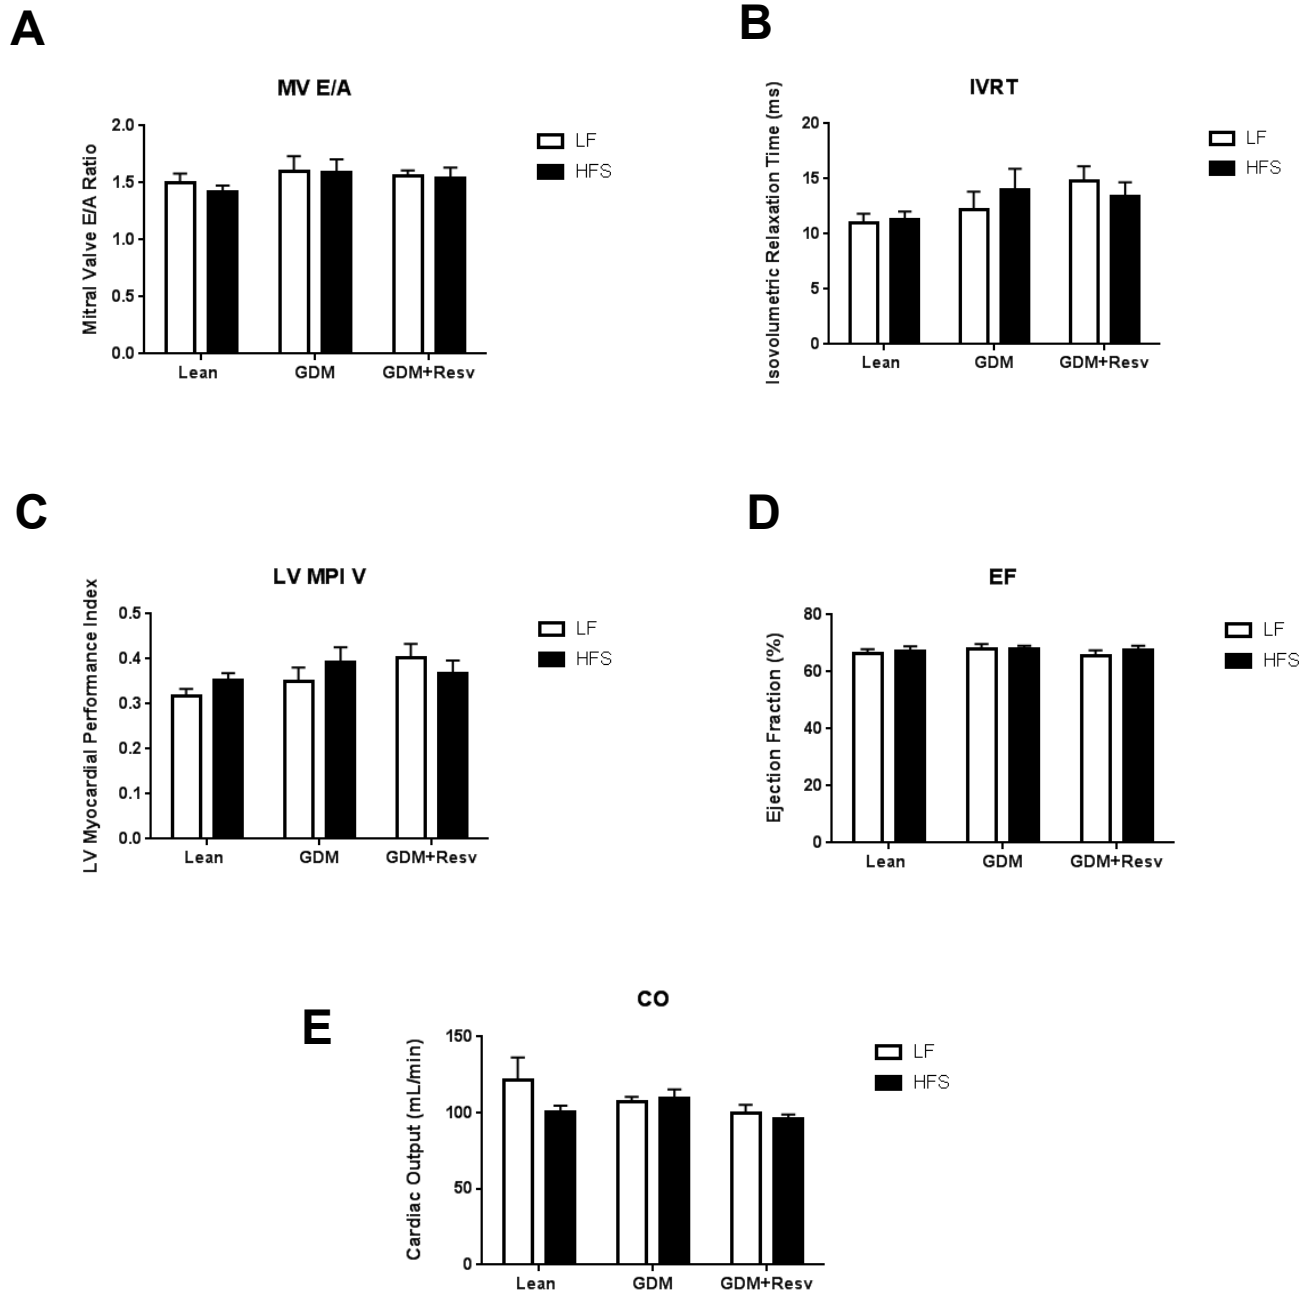 A
MV E/A
Mitral Valve E/A Ratio
2.0
1.5
1.0
0.5
0.0
Lean GDM GDM+Resv
LF
HFS
B
IVRT
Isovolumetric Relaxation Time (ms)
20
15
10
5
0
Lean GDM GDM+Resv
LF
HFS
C
LV MPI V
LV Myocardial Performance Index
0.5
0.4
0.3
0.2
0.1
0.0
Lean GDM GDM+Resv
LF
HFS
D
EF
Ejection Fraction (%)
80
60
40
20
0
Lean GDM GDM+Resv
LF
HFS
E
CO
Cardiac Output (mL/min)
150
100
50
0
Lean GDM GDM+Resv
LF
HFS